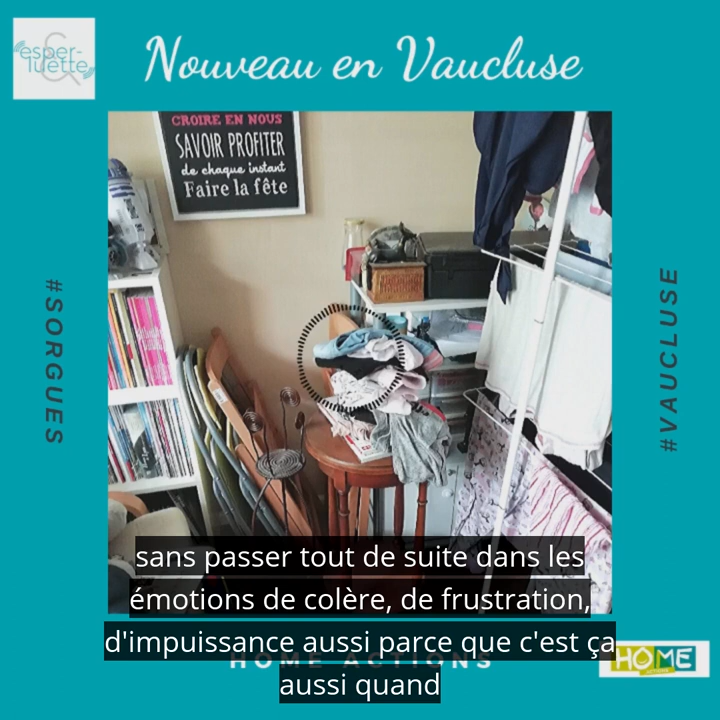 esper-
luette
&
Nouveau en Vaucluse
CROIRE EN NOUS
SAVOIR PROFITER
de chaque instant
Faire la fête
#SORGUES
#VAUCLUSE
sans passer tout de suite dans les
émotions de colère, de frustration,
d'impuissance aussi parce que c'est ça
aussi quand
HOME ACTIONS
HOME